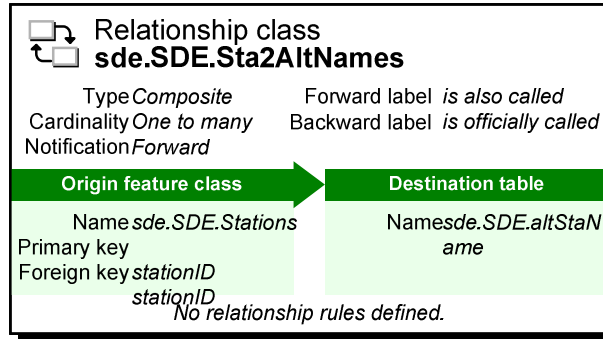 Relationship class
sde.SDE.Sta2AltNames
Type Composite Forward label is also called
Cardinality One to many Backward label is officially called
Notification Forward
Origin feature class Destination table
Name sde.SDE.Stations Name sde.SDE.altStaN
Primary key ame
Foreign key stationID
stationID
No relationship rules defined.